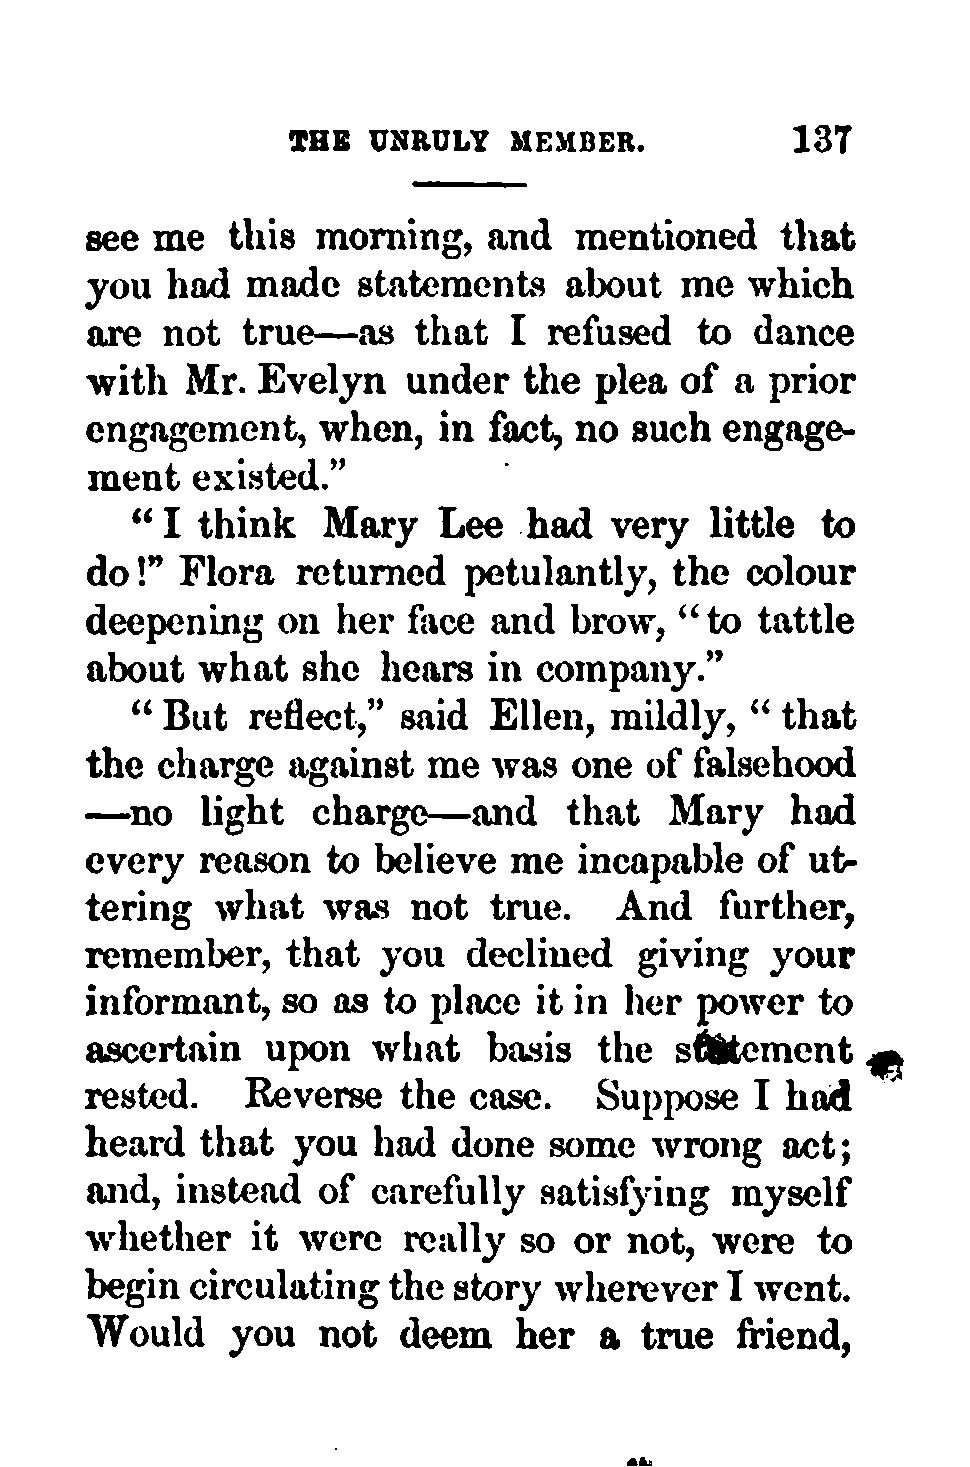 THE UNRULY MEMBER. 137
see me this morning, and mentioned that
you had made statements about me which
are not true—as that I refused to dance
with Mr. Evelyn under the plea of a prior
engagement, when, in fact, no such engage-
ment existed."
"I think Mary Lee had very little to
do!" Flora returned petulantly, the colour
deepening on her face and brow, "to tattle
about what she hears in company."
"But reflect," said Ellen, mildly, "that
the charge against me was one of falsehood
—no light charge—and that Mary had
every reason to believe me incapable of ut-
tering what was not true. And further,
remember, that you declined giving your
informant, so as to place it in her power to
ascertain upon what basis the statement
rested. Reverse the case. Suppose I had
heard that you had done some wrong act;
and, instead of carefully satisfying myself
whether it were really so or not, were to
begin circulating the story wherever I went.
Would you not deem her a true friend,